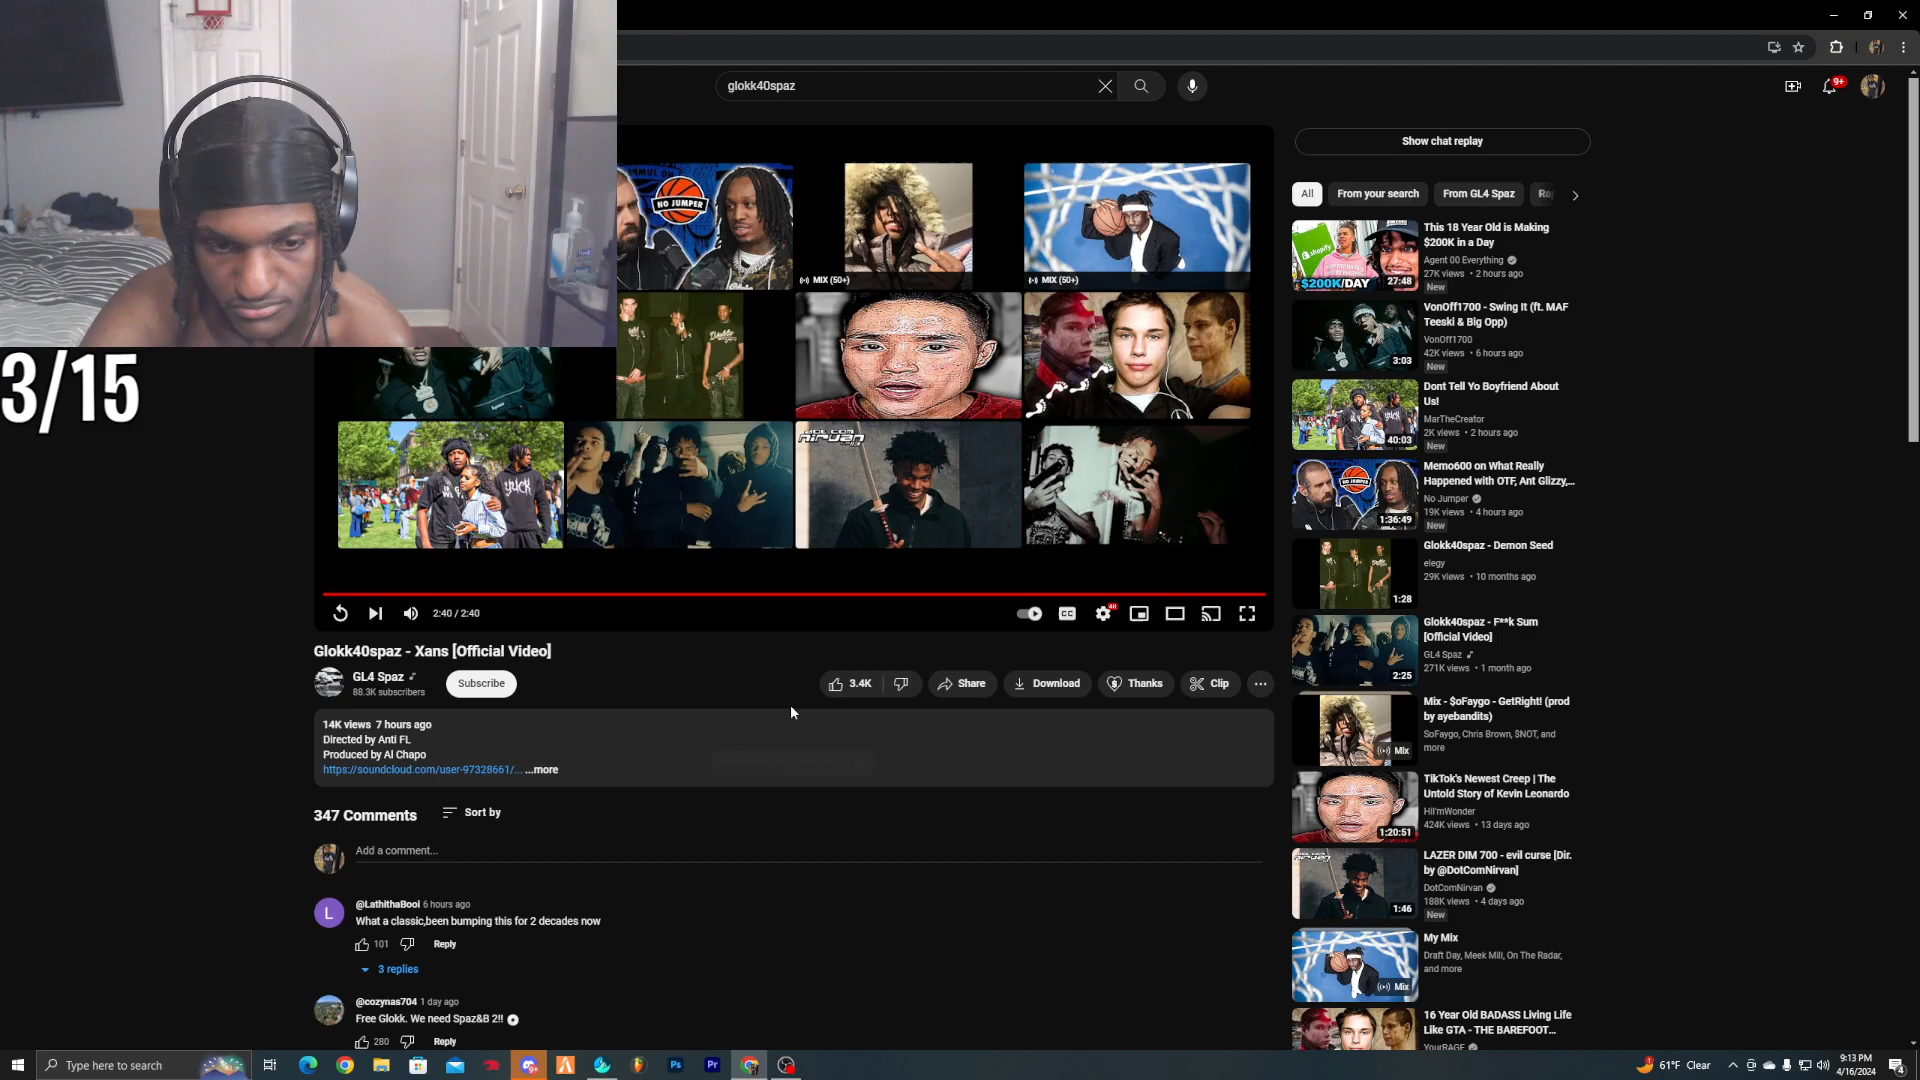 glokk40spaz
9+
NO JUMPER
MIX (50+)
MIX (50+)
3/15
2:40 / 2:40
CC
Glokk40spaz - Xans [Official Video]
GL4 Spaz
88.3K subscribers
Subscribe
3.4K
Share
Download
Thanks
Clip
14K views 7 hours ago
Directed by Anti FL
Produced by Al Chapo
https://soundcloud.com/user-97328661/... ...more
347 Comments
Sort by
Add a comment...
L
@LathithaBooi 6 hours ago
What a classic,been bumping this for 2 decades now
101
Reply
3 replies
@cozynas704 1 day ago
Free Glokk. We need Spaz&B 2!!
280
Reply
Show chat replay
All
From your search
From GL4 Spaz
This 18 Year Old is Making
$200K in a Day
Agent 00 Everything
27K views • 2 hours ago
New
shopify
$200K/DAY
27:48
VonOff1700 - Swing It (ft. MAF
Teeski & Big Opp)
VonOff1700
42K views • 6 hours ago
New
3:03
Dont Tell Yo Boyfriend About
Us!
MarTheCreator
2K views • 2 hours ago
New
40:03
Memo600 on What Really
Happened with OTF, Ant Glizzy,...
No Jumper
19K views • 4 hours ago
New
1:36:49
Glokk40spaz - Demon Seed
elegy
29K views • 10 months ago
1:28
Glokk40spaz - F**k Sum
[Official Video]
GL4 Spaz
271K views • 1 month ago
2:25
Mix - $oFaygo - GetRight! (prod
by ayebandits)
SoFaygo, Chris Brown, $NOT, and
more
Mix
TikTok's Newest Creep | The
Untold Story of Kevin Leonardo
Hil'mWonder
424K views • 13 days ago
1:20:51
LAZER DIM 700 - evil curse [Dir.
by @DotComNirvan]
DotComNirvan
188K views • 4 days ago
New
1:46
My Mix
Draft Day, Meek Mill, On The Radar,
and more
Mix
16 Year Old BADASS Living Life
Like GTA - THE BAREFOOT...
YourRAGE
Type here to search
Ps
Pr
61°F Clear
9:13 PM
4/16/2024
4